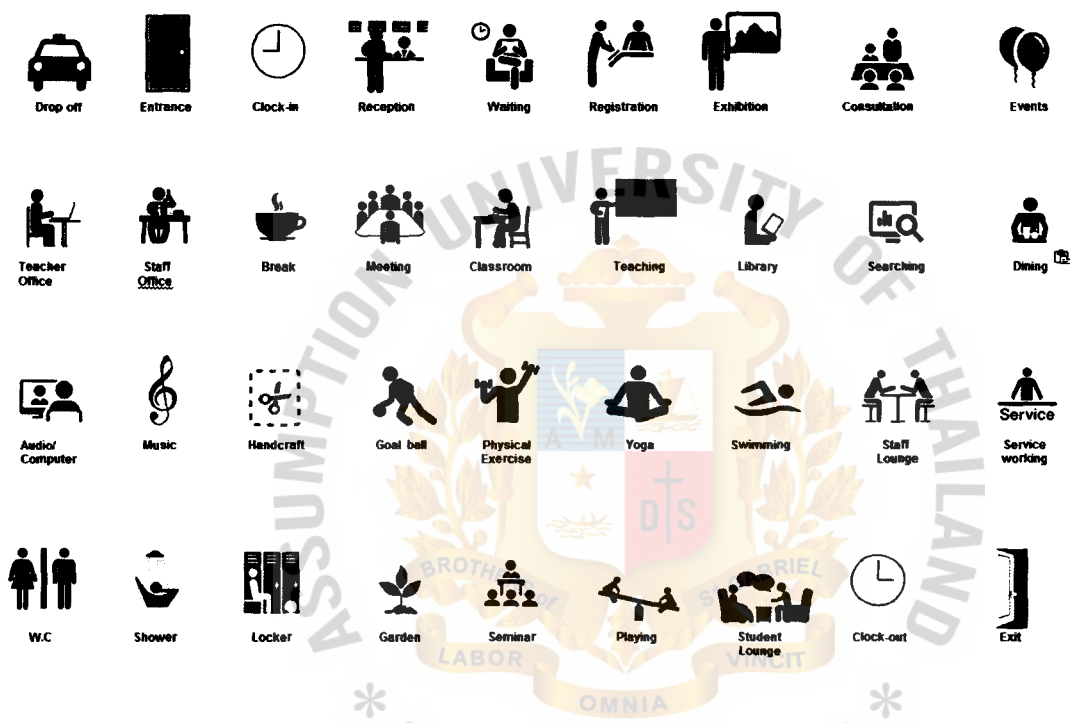 Drop off
Entrance
Clock-in
Reception
Waiting
Registration
Exhibition
Consultation
Events
Teacher
Office
Staff
Office
Break
Meeting
Classroom
Teaching
Library
Searching
Dining
Audio/
Computer
Music
Handcraft
Goal ball
Physical
Exercise
Yoga
Swimming
Staff
Lounge
Service
Service
working
W.C
Shower
Locker
Garden
Seminar
Playing
Student
Lounge
Clock-out
Exit
ASSUMPTION UNIVERSITY OF THAILAND
A M
D S
BROTHERS of ST GABRIEL
LABOR
OMNIA
VINCIT